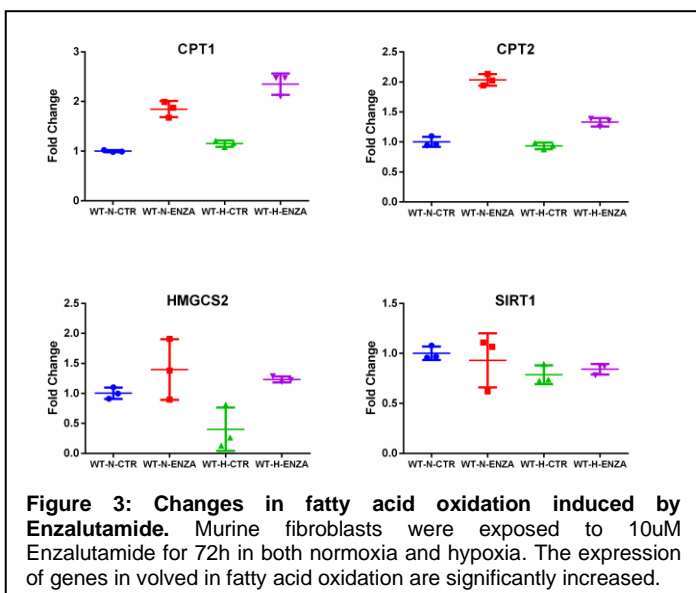 CPT1
Fold Change
3
2
1
0
WT-N-CTR WT-N-ENZA WT-H-CTR WT-H-ENZA
CPT2
Fold Change
2.5
2.0
1.5
1.0
0.5
0.0
WT-N-CTR WT-N-ENZA WT-H-CTR WT-H-ENZA
HMGCS2
Fold Change
2.5
2.0
1.5
1.0
0.5
0.0
WT-N-CTR WT-N-ENZA WT-H-CTR WT-H-ENZA
SIRT1
Fold Change
1.5
1.0
0.5
0.0
WT-N-CTR WT-N-ENZA WT-H-CTR WT-H-ENZA
Figure 3: Changes in fatty acid oxidation induced by
Enzalutamide. Murine fibroblasts were exposed to 10uM
Enzalutamide for 72h in both normoxia and hypoxia. The expression
of genes in volved in fatty acid oxidation are significantly increased.